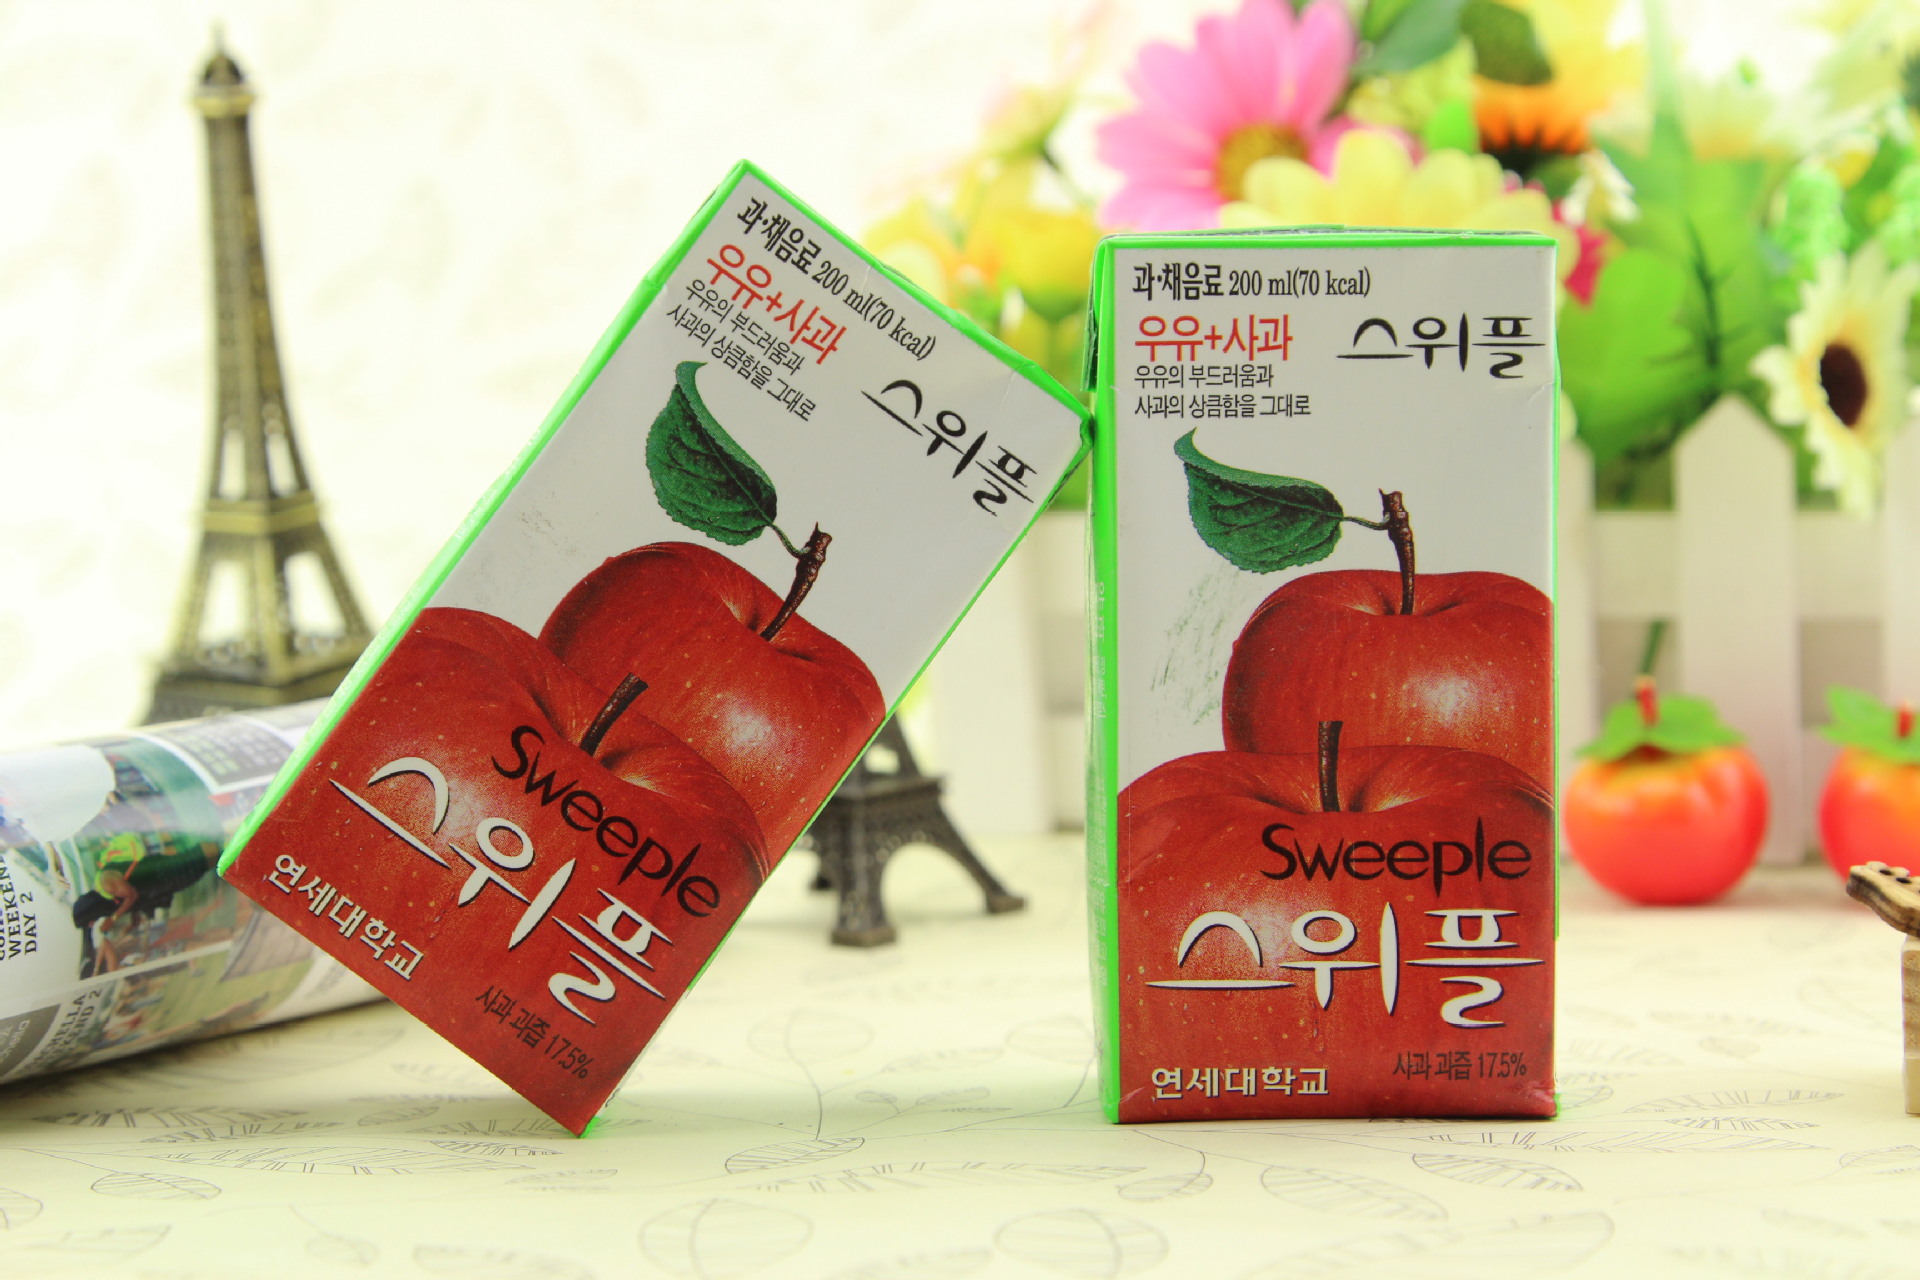 과·채음료 200 ml(70 kcal)
우유+사과
우유의 부드러움과
사과의 상큼함을 그대로
스위플
Sweeple
스위플
연세대학교
사과 과즙 17.5%
과·채음료 200 ml(70 kcal)
우유+사과
스위플
우유의 부드러움과
사과의 상큼함을 그대로
Sweeple
스위플
연세대학교
사과 과즙 17.5%
WEEKEND
DAY 2